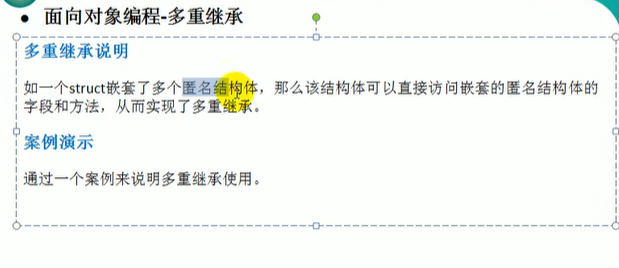 • 面向对象编程-多重继承
多重继承说明
如一个struct嵌套了多个匿名结构体，那么该结构体可以直接访问嵌套的匿名结构体的
字段和方法，从而实现了多重继承。
案例演示
通过一个案例来说明多重继承使用。